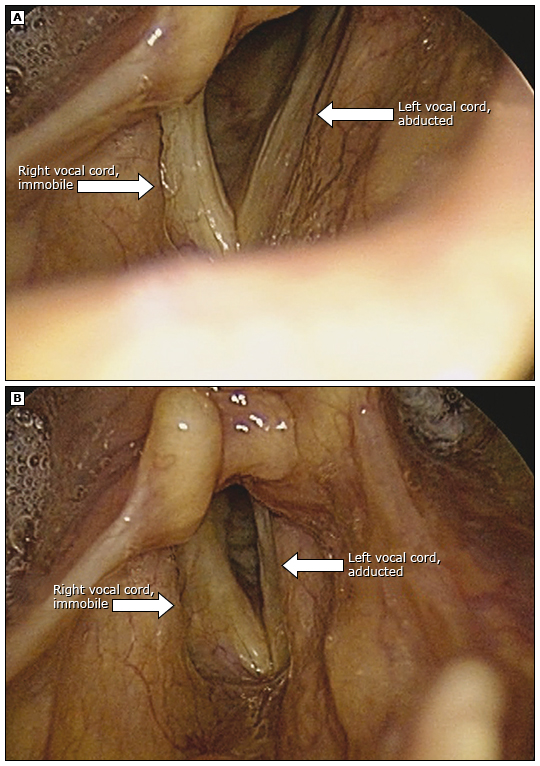 A
Left vocal cord,
abducted
Right vocal cord,
immobile
B
Left vocal cord,
adducted
Right vocal cord,
immobile